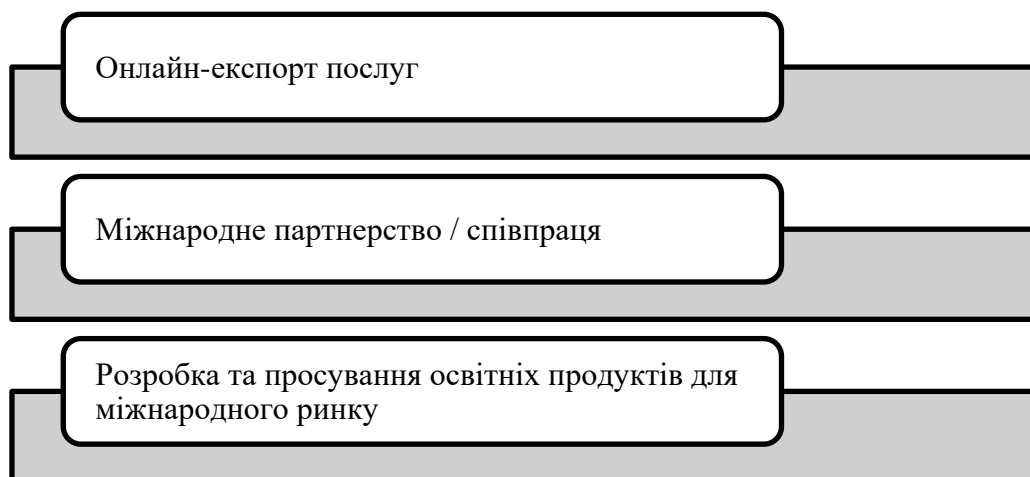 Онлайн-експорт послуг
Міжнародне партнерство / співпраця
Розробка та просування освітніх продуктів для
міжнародного ринку